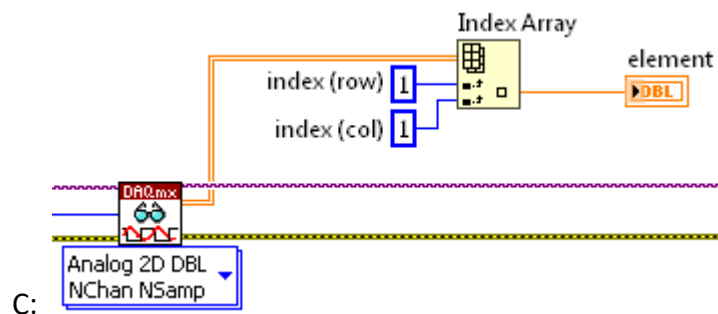 Index Array
element
index (row) 1
DBL
index (col) 1
DAQmx
Analog 2D DBL
NChan NSamp
C: